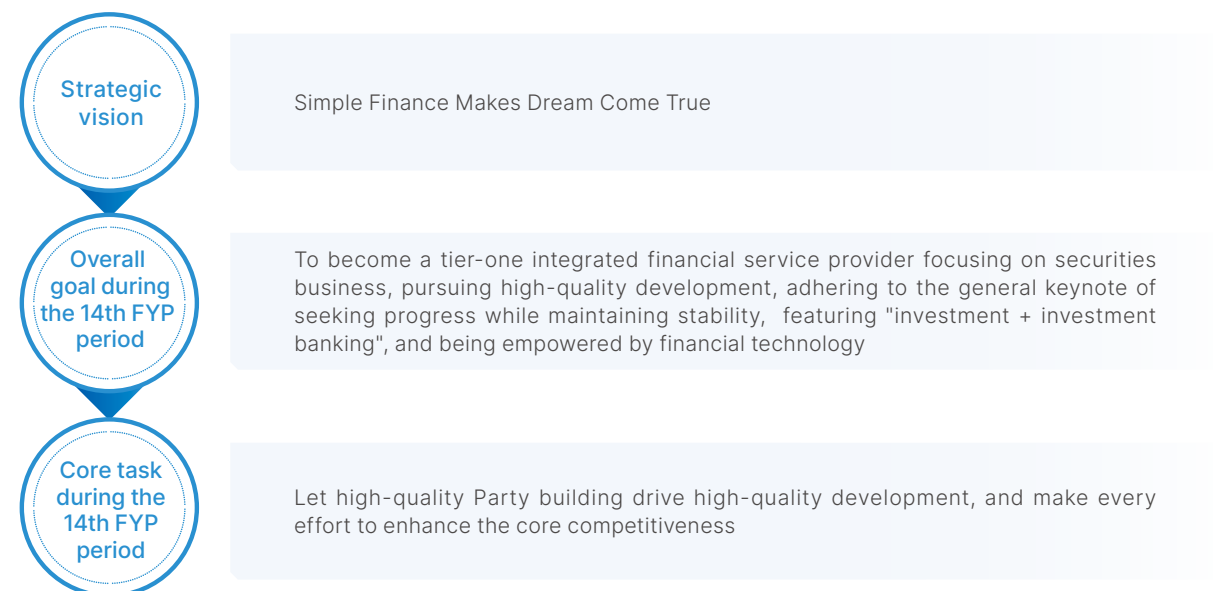 Strategic
vision
Simple Finance Makes Dream Come True
Overall
goal during
the 14th FYP
period
To become a tier-one integrated financial service provider focusing on securities
business, pursuing high-quality development, adhering to the general keynote of
seeking progress while maintaining stability, featuring "investment + investment
banking", and being empowered by financial technology
Core task
during the
14th FYP
period
Let high-quality Party building drive high-quality development, and make every
effort to enhance the core competitiveness